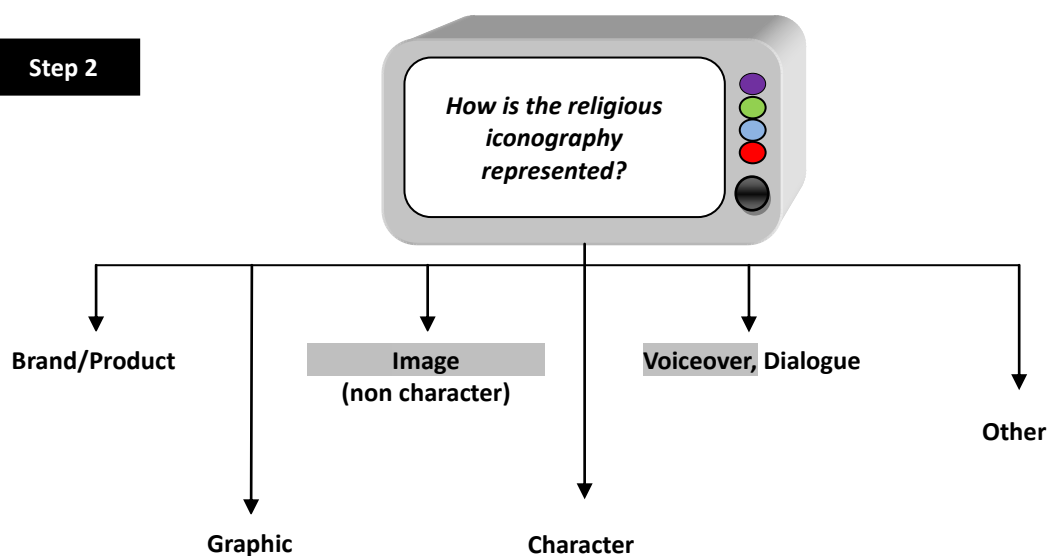 Step 2
How is the religious
iconography
represented?
Brand/Product
Image
(non character)
Voiceover, Dialogue
Other
Graphic
Character